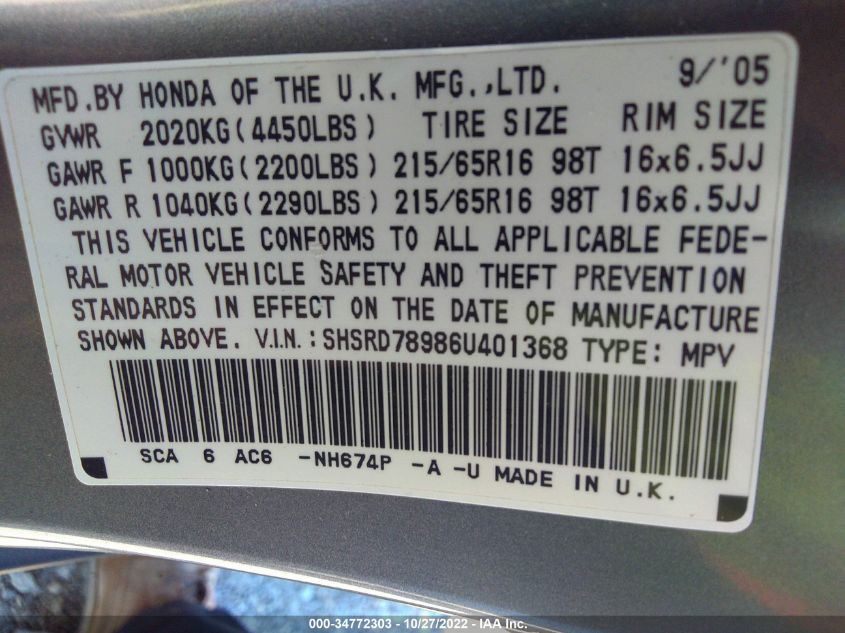 MFD.BY HONDA OF THE U.K. MFG.,LTD. 9/'05
GVWR 2020KG(4450LBS) TIRE SIZE RIM SIZE
GAWR F 1000KG(2200LBS) 215/65R16 98T 16x6.5JJ
GAWR R 1040KG(2290LBS) 215/65R16 98T 16x6.5JJ
THIS VEHICLE CONFORMS TO ALL APPLICABLE FEDE-
RAL MOTOR VEHICLE SAFETY AND THEFT PREVENTION
STANDARDS IN EFFECT ON THE DATE OF MANUFACTURE
SHOWN ABOVE. V.I.N.:SHSRD78986U401368 TYPE: MPV
SCA 6 AC6 -NH674P -A -U MADE IN U.K.
000-34772303 - 10/27/2022 - IAA Inc.